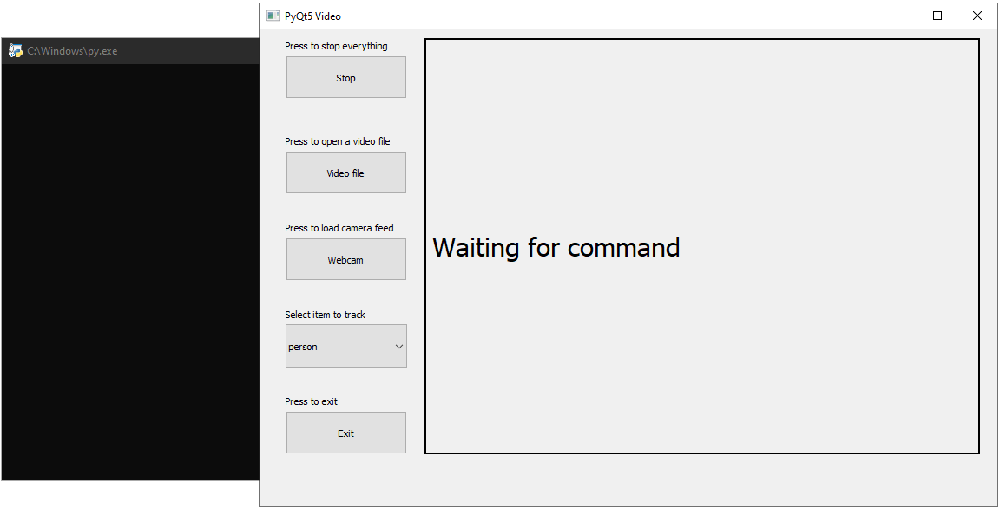 C:\Windows\py.exe
PyQt5 Video
Press to stop everything
Stop
Press to open a video file
Video file
Press to load camera feed
Webcam
Select item to track
person
Press to exit
Exit
Waiting for command